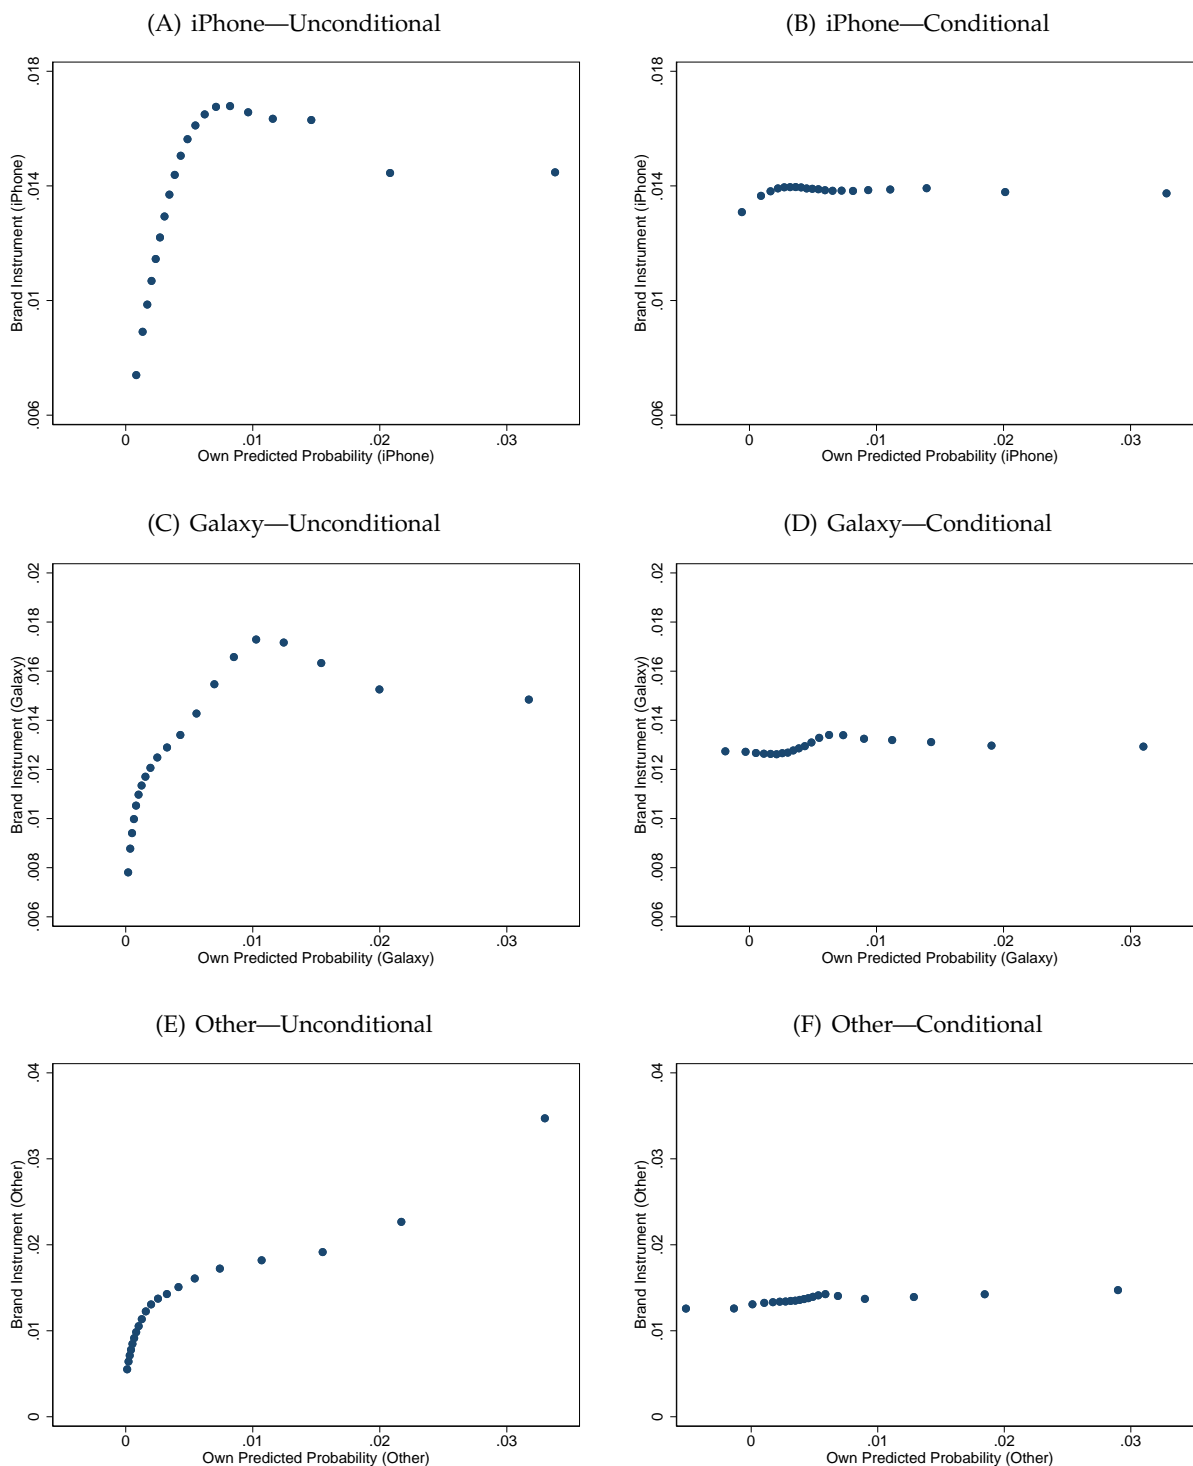 (A) iPhone—Unconditional
.018
.014
.01
.006
Brand Instrument (iPhone)
0 .01 .02 .03
Own Predicted Probability (iPhone)
(B) iPhone—Conditional
.018
.014
.01
.006
Brand Instrument (iPhone)
0 .01 .02 .03
Own Predicted Probability (iPhone)
(C) Galaxy—Unconditional
.02
.018
.016
.014
.012
.01
.008
.006
Brand Instrument (Galaxy)
0 .01 .02 .03
Own Predicted Probability (Galaxy)
(D) Galaxy—Conditional
.02
.018
.016
.014
.012
.01
.008
.006
Brand Instrument (Galaxy)
0 .01 .02 .03
Own Predicted Probability (Galaxy)
(E) Other—Unconditional
.04
.03
.02
.01
0
Brand Instrument (Other)
0 .01 .02 .03
Own Predicted Probability (Other)
(F) Other—Conditional
.04
.03
.02
.01
0
Brand Instrument (Other)
0 .01 .02 .03
Own Predicted Probability (Other)